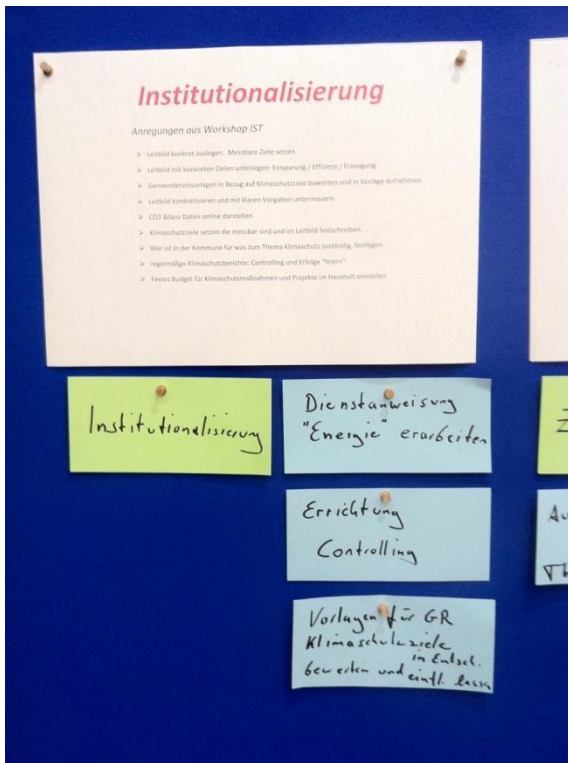 Institutionalisierung
Anregungen aus Workshop IST
➢ Leitbild konkret auslegen. Messbare Ziele setzen
➢ Leitbild mit konkreten Zielen unterlegen: Einsparung / Effizienz / Erzeugung
➢ Gemeinderatsvorlagen in Bezug auf Klimaschutzziele bewerten und in Vorlage aufnehmen
➢ Leitbild konkretisieren und mit klaren Vorgaben untermauern
➢ CO2 Bilanz Daten online darstellen
➢ Klimaschutzziele setzen die messbar sind und im Leitbild festschreiben.
➢ Wer ist in der Kommune für was zum Thema Klimaschutz zuständig, festlegen.
➢ regelmäßige Klimaschutzberichte: Controlling und Erfolge "feiern"
➢ Festes Budget für Klimaschutzmaßnahmen und Projekte im Haushalt einstellen.
Institutionalisierung
Dienstanweisung
"Energie" erarbeiten
Errichtung
Controlling
Vorlagen für GR
Klimaschutzziele
in Entsch.
bewerten und einfl. lassen
Z
Au
Th